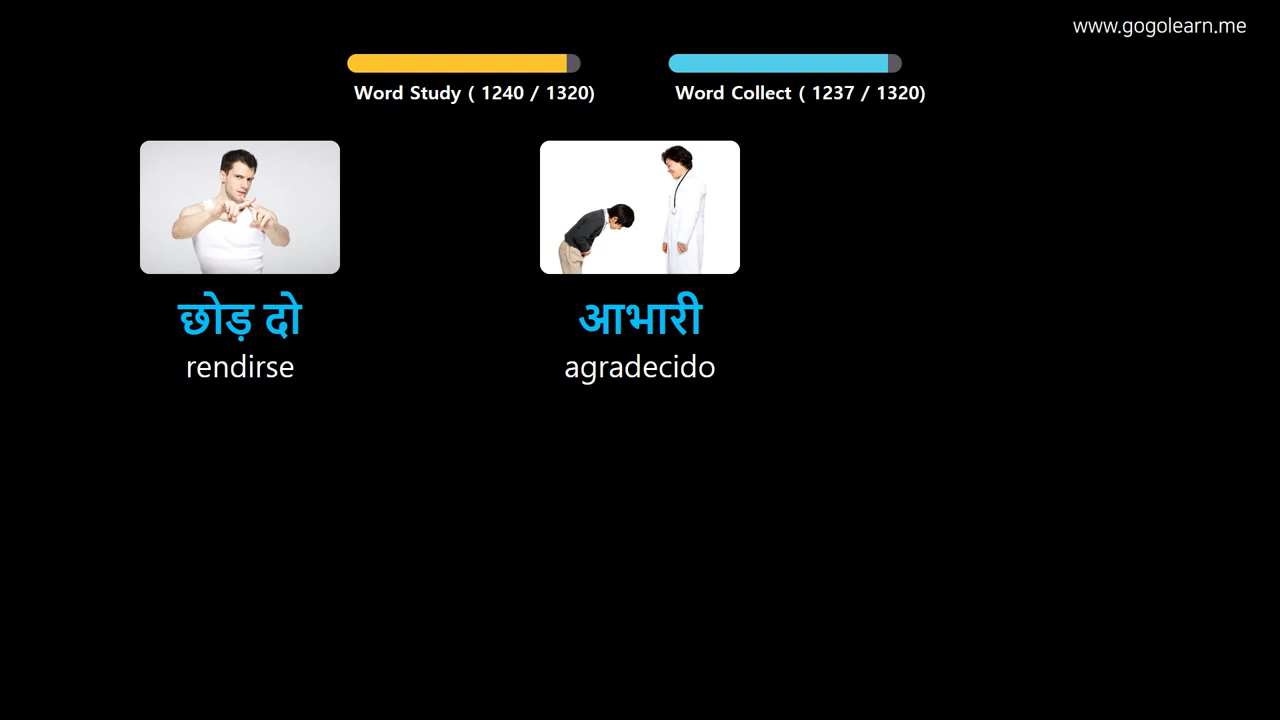 www.gogolearn.me
Word Study ( 1240 / 1320)
Word Collect ( 1237 / 1320)
छोड़ दो
आभारी
rendirse
agradecido